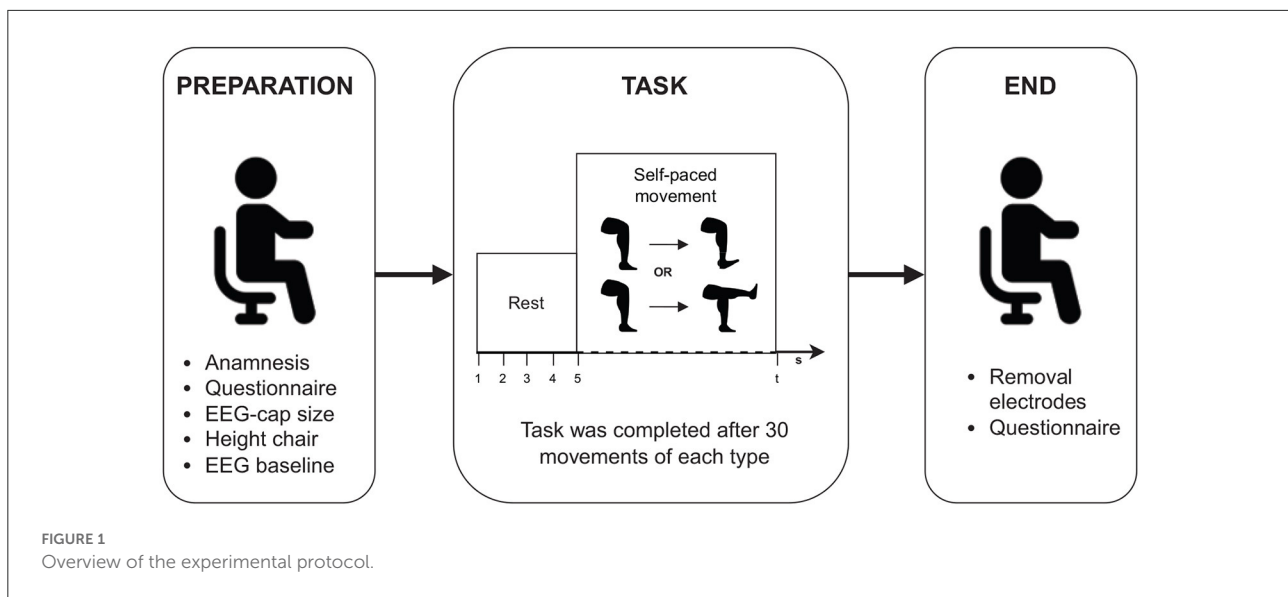 PREPARATION
• Anamnesis
• Questionnaire
• EEG-cap size
• Height chair
• EEG baseline
TASK
Self-paced
movement
OR
Rest
s
1 2 3 4 5 t
Task was completed after 30
movements of each type
END
• Removal
electrodes
• Questionnaire
FIGURE 1
Overview of the experimental protocol.